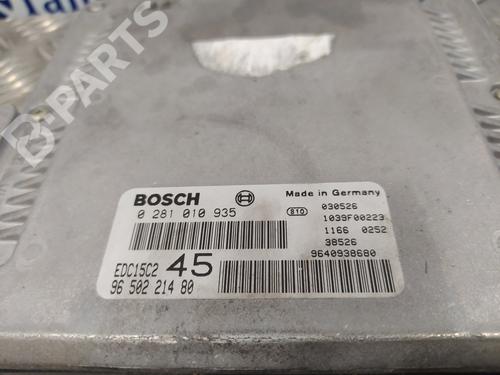 B-PARTS
BOSCH
Made in Germany
0 281 010 935
810
030526
1039F00223
1166 0252
38526
9640938680
EDC15C2 45
96 502 214 80